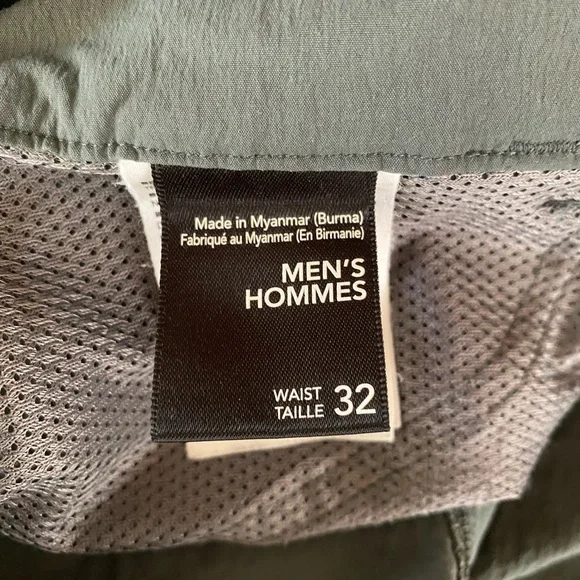 Made in Myanmar (Burma)
Fabriqué au Myanmar (En Birmanie)
MEN'S
HOMMES
WAIST
TAILLE 32